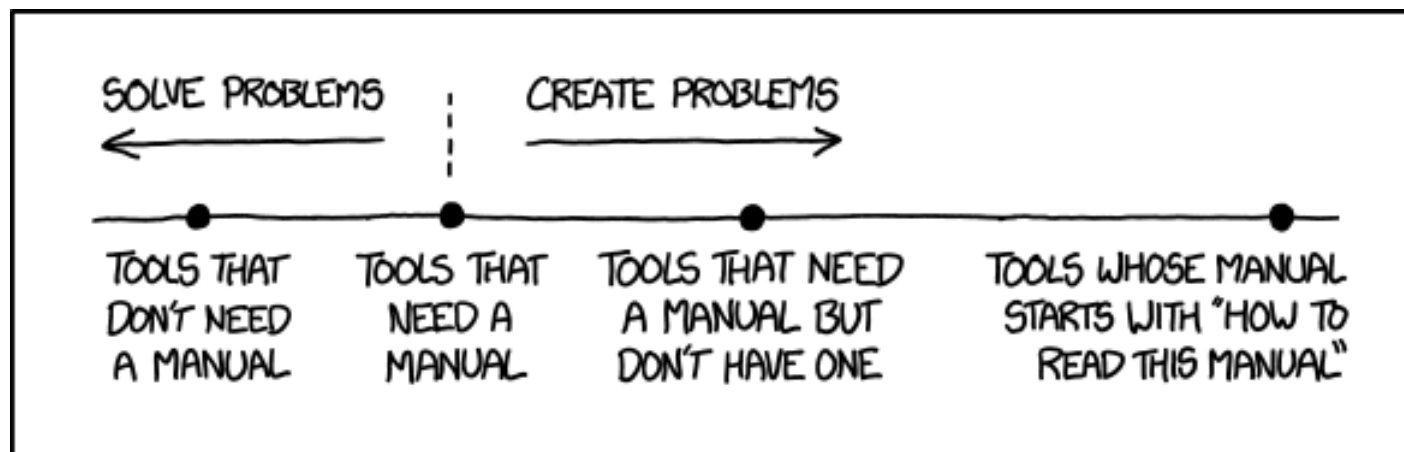 SOLVE PROBLEMS
CREATE PROBLEMS
TOOLS THAT
DON'T NEED
A MANUAL
TOOLS THAT
NEED A
MANUAL
TOOLS THAT NEED
A MANUAL BUT
DON'T HAVE ONE
TOOLS WHOSE MANUAL
STARTS WITH "HOW TO
READ THIS MANUAL"